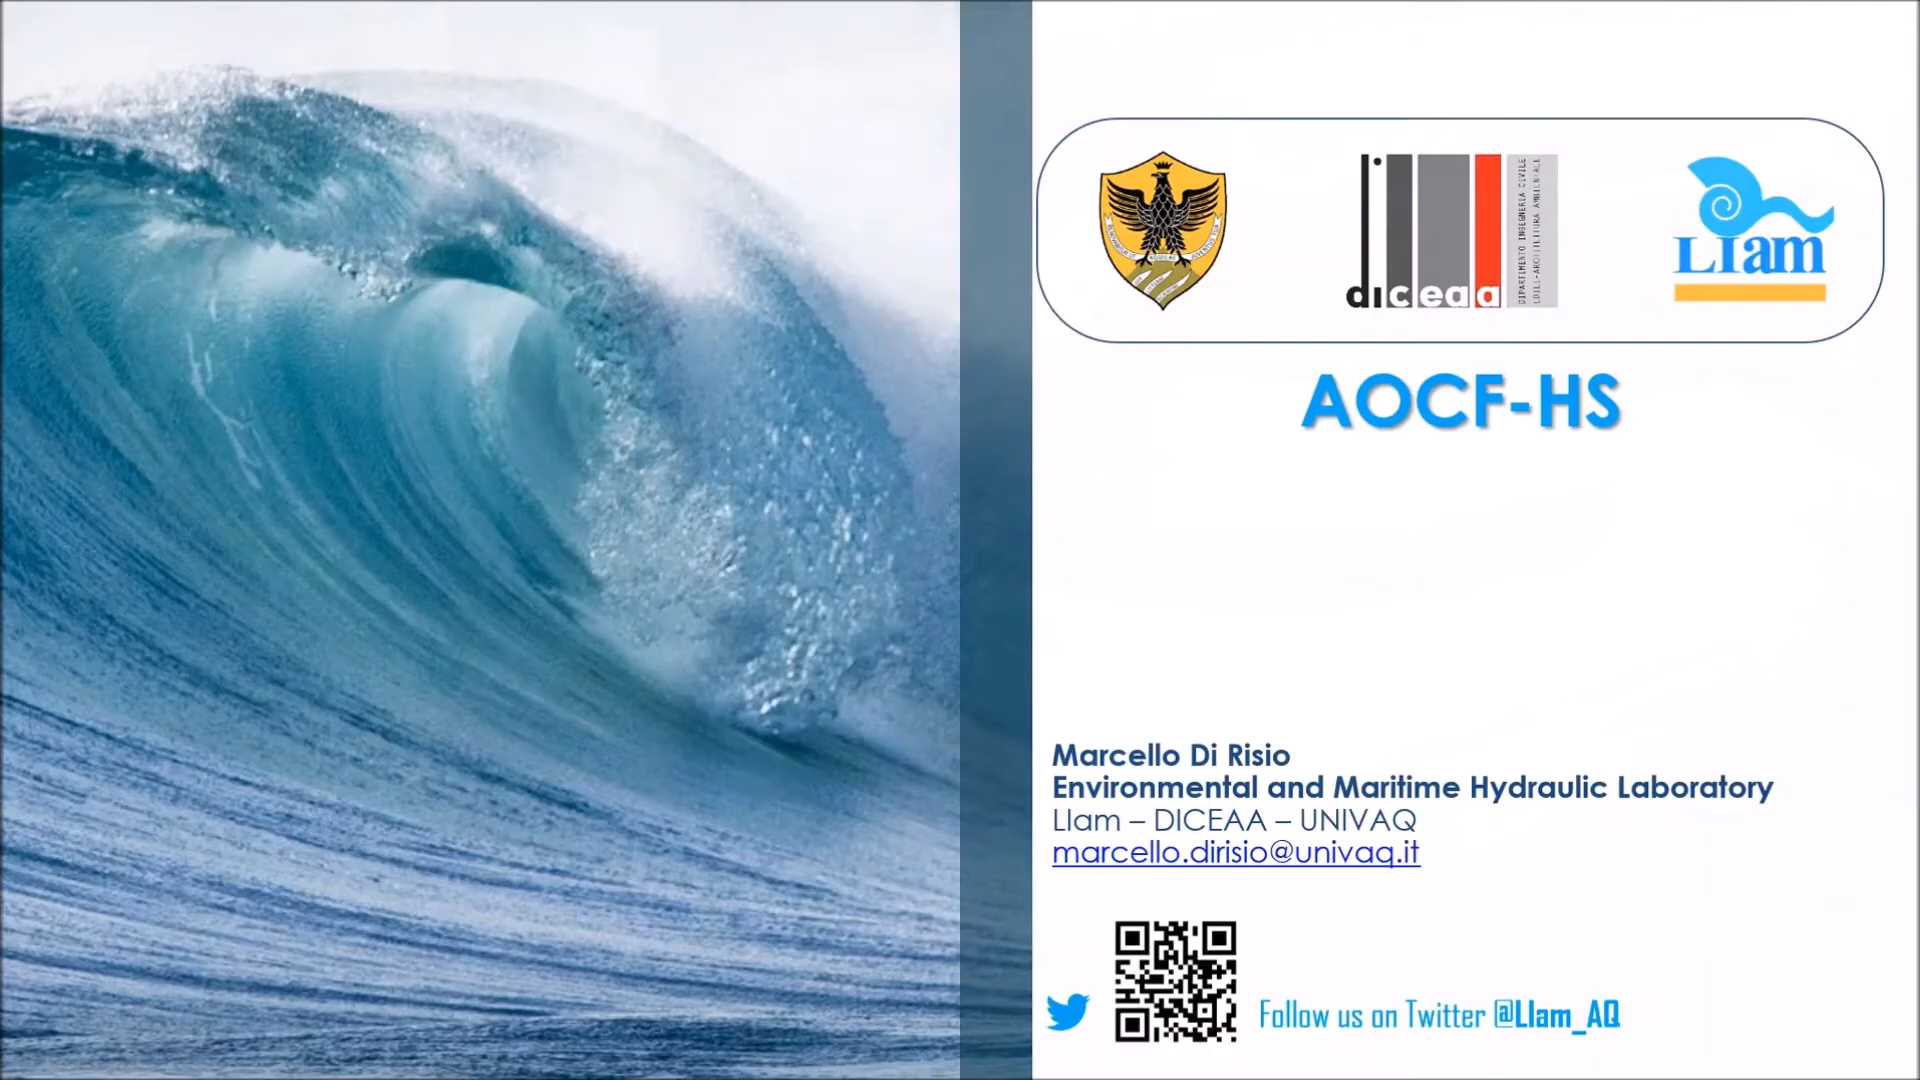 diceaa
DIPARTIMENTO INGEGNERIA CIVILE
EDILE-ARCHITETTURA AMBIENTALE
LIam
AOCF-HS
Marcello Di Risio
Environmental and Maritime Hydraulic Laboratory
LIam – DICEAA – UNIVAQ
marcello.dirisio@univaq.it
Follow us on Twitter @LIam_AQ